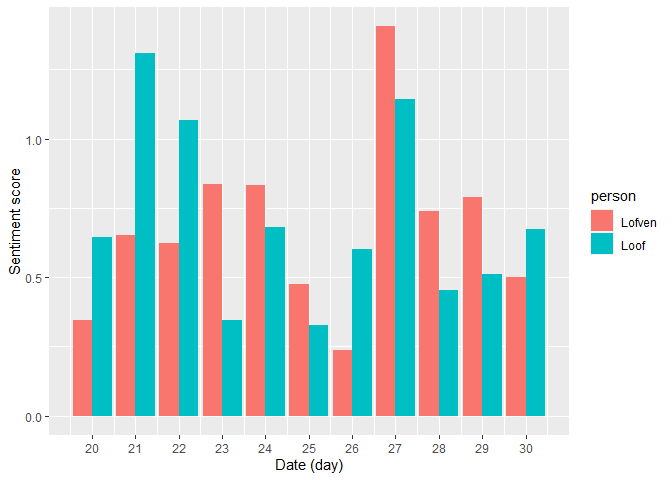 Sentiment score
1.0
0.5
0.0
20 21 22 23 24 25 26 27 28 29 30
Date (day)
person
Lofven
Loof